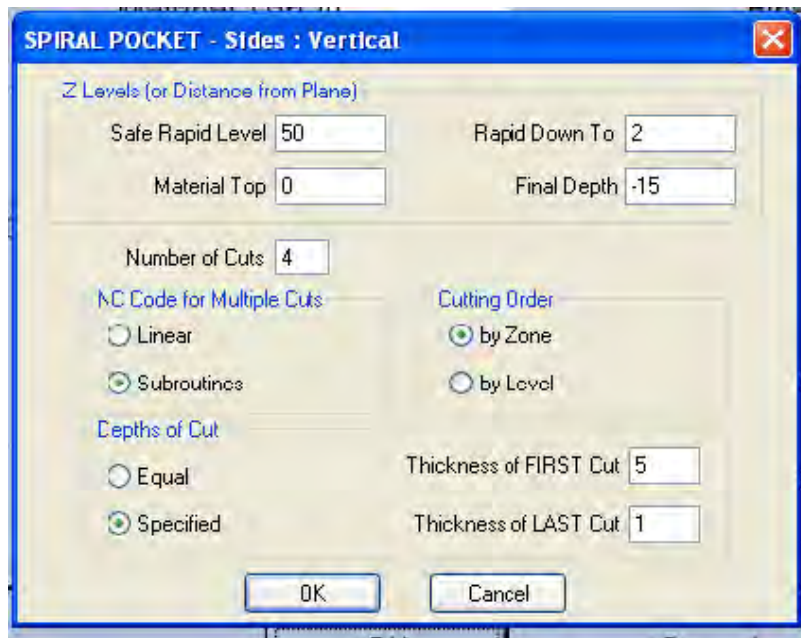 SPIRAL POCKET - Sides : Vertical
Z Levels (or Distance from Plane)
Safe Rapid Level 50 Rapid Down To 2
Material Top 0 Final Depth -15
Number of Cuts 4
NC Code for Multiple Cuts Cutting Order
Linear by Zone
Subroutines by Level
Depths of Cut
Equal Thickness of FIRST Cut 5
Specified Thickness of LAST Cut 1
OK Cancel